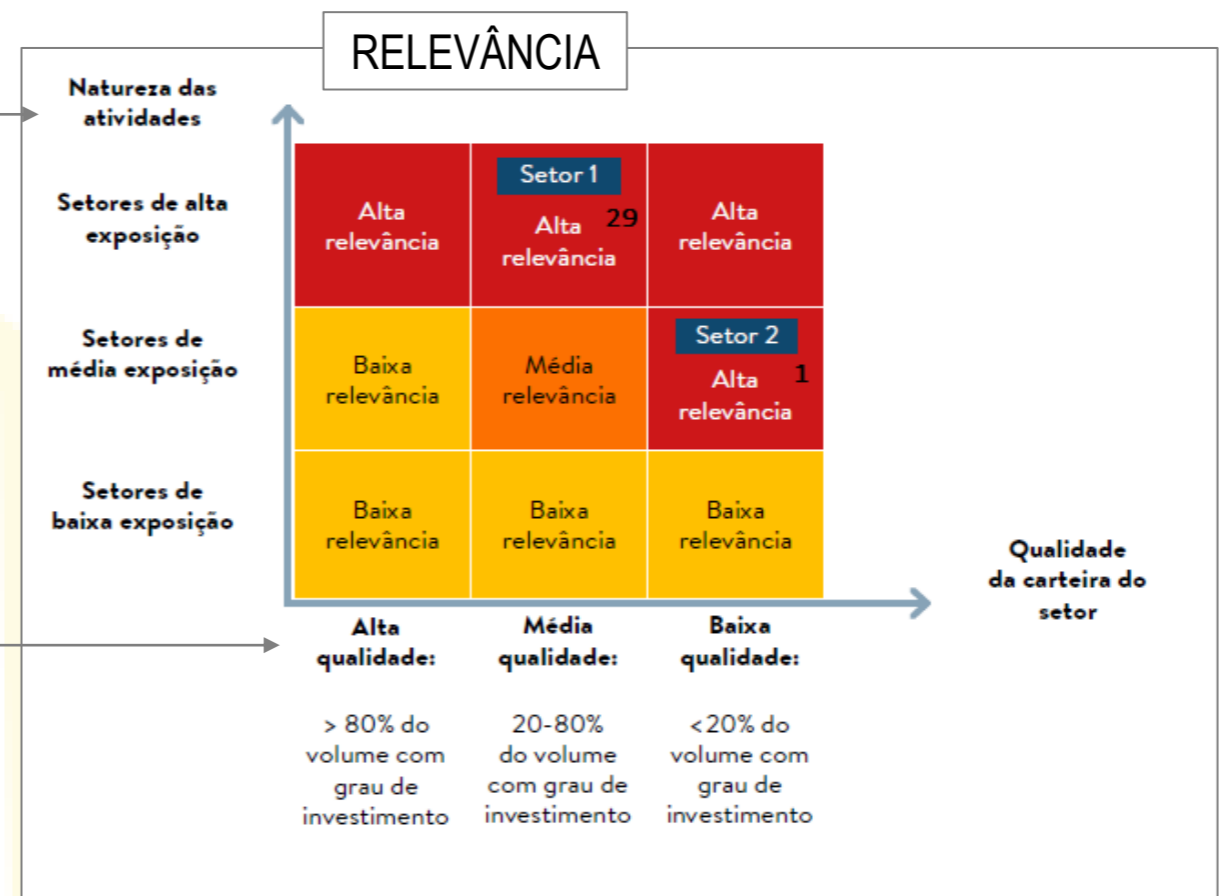 RELEVÂNCIA
Natureza das
atividades
Setores de alta
exposição
Alta
relevância
Setor 1
Alta 29
relevância
Alta
relevância
Setores de
média exposição
Baixa
relevância
Média
relevância
Setor 2
Alta 1
relevância
Setores de
baixa exposição
Baixa
relevância
Baixa
relevância
Baixa
relevância
Qualidade
da carteira do
setor
Alta
qualidade:
> 80% do
volume com
grau de
investimento
Média
qualidade:
20-80%
do volume
com grau de
investimento
Baixa
qualidade:
<20% do
volume com
grau de
investimento